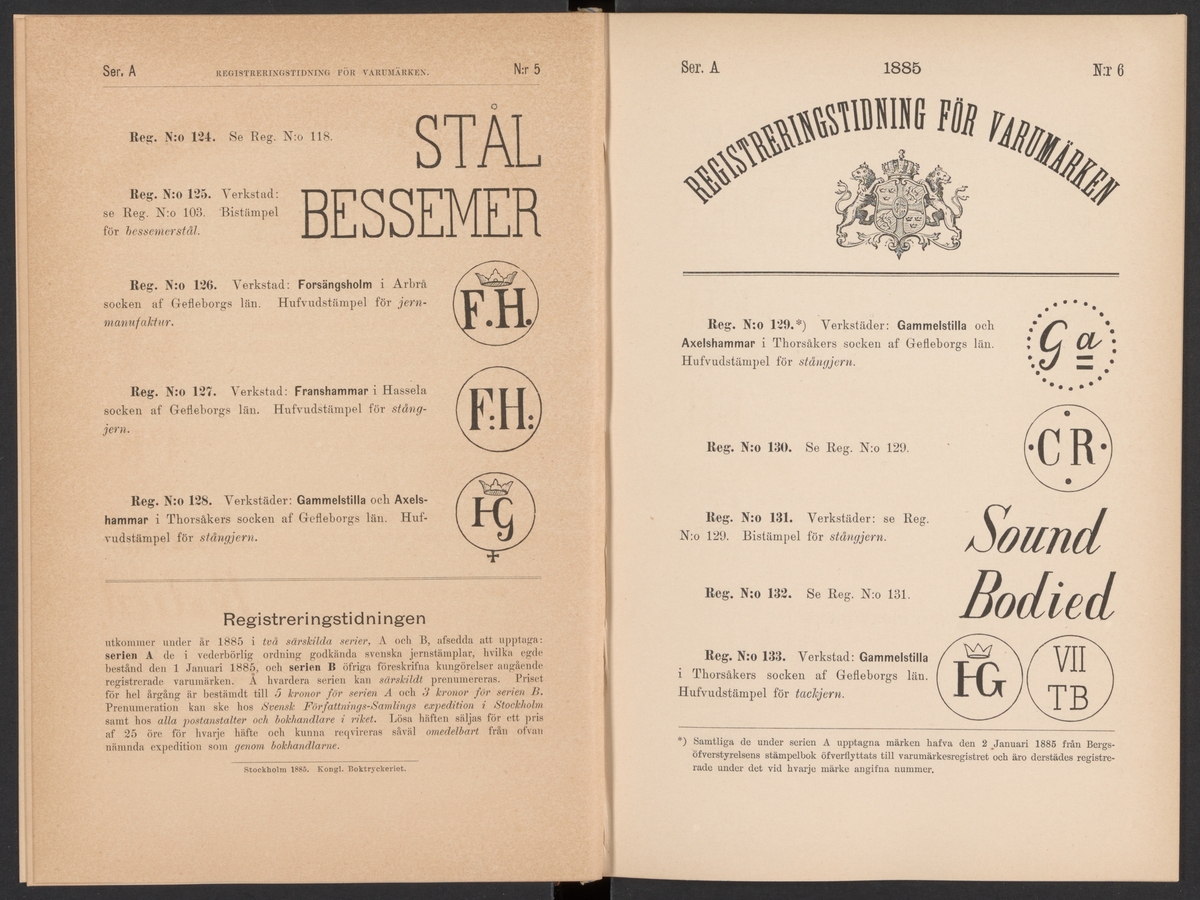 Ser. A REGISTRERINGSTIDNING FÖR VARUMÄRKEN. N:r 5
Reg. N:o 124. Se Reg. N:o 118.
STÅL
Reg. N:o 125. Verkstad:
se Reg. N:o 103. Bistämpel
för bessemerstål.
BESSEMER
Reg. N:o 126. Verkstad: Forsängsholm i Arbrå
socken af Gefleborgs län. Hufvudstämpel för jern-
manufaktur.
F.H.
Reg. N:o 127. Verkstad: Franshammar i Hassela
socken af Gefleborgs län. Hufvudstämpel för stång-
jern.
F:H:
Reg. N:o 128. Verkstäder: Gammelstilla och Axels-
hammar i Thorsåkers socken af Gefleborgs län. Huf-
vudstämpel för stångjern.
HG
Registreringstidningen
utkommer under år 1885 i två särskilda serier, A och B, afsedda att upptaga:
serien A de i vederbörlig ordning godkända svenska jernstämplar, hvilka egde
bestånd den 1 Januari 1885, och serien B öfriga föreskrifna kungörelser angående
registrerade varumärken. Å hvardera serien kan särskildt prenumereras. Priset
för hel årgång är bestämdt till 5 kronor för serien A och 3 kronor för serien B.
Prenumeration kan ske hos Svensk Författnings-Samlings expedition i Stockholm
samt hos alla postanstalter och bokhandlare i riket. Lösa häften säljas för ett pris
af 25 öre för hvarje häfte och kunna reqvireras såväl omedelbart från ofvan
nämnda expedition som genom bokhandlarne.
Stockholm 1885. Kongl. Boktryckeriet.
Ser. A 1885 N:r 6
REGISTRERINGSTIDNING FÖR VARUMÄRKEN
Reg. N:o 129.*) Verkstäder: Gammelstilla och
Axelshammar i Thorsåkers socken af Gefleborgs län.
Hufvudstämpel för stångjern.
G a
Reg. N:o 130. Se Reg. N:o 129.
·C R·
Reg. N:o 131. Verkstäder: se Reg.
N:o 129. Bistämpel för stångjern.
Sound
Reg. N:o 132. Se Reg. N:o 131.
Bodied
Reg. N:o 133. Verkstad: Gammelstilla
i Thorsåkers socken af Gefleborgs län.
Hufvudstämpel för tackjern.
HG
VII
TB
*) Samtliga de under serien A upptagna märken hafva den 2 Januari 1885 från Bergs-
öfverstyrelsens stämpelbok öfverflyttats till varumärkesregistret och äro derstädes registre-
rade under det vid hvarje märke angifna nummer.